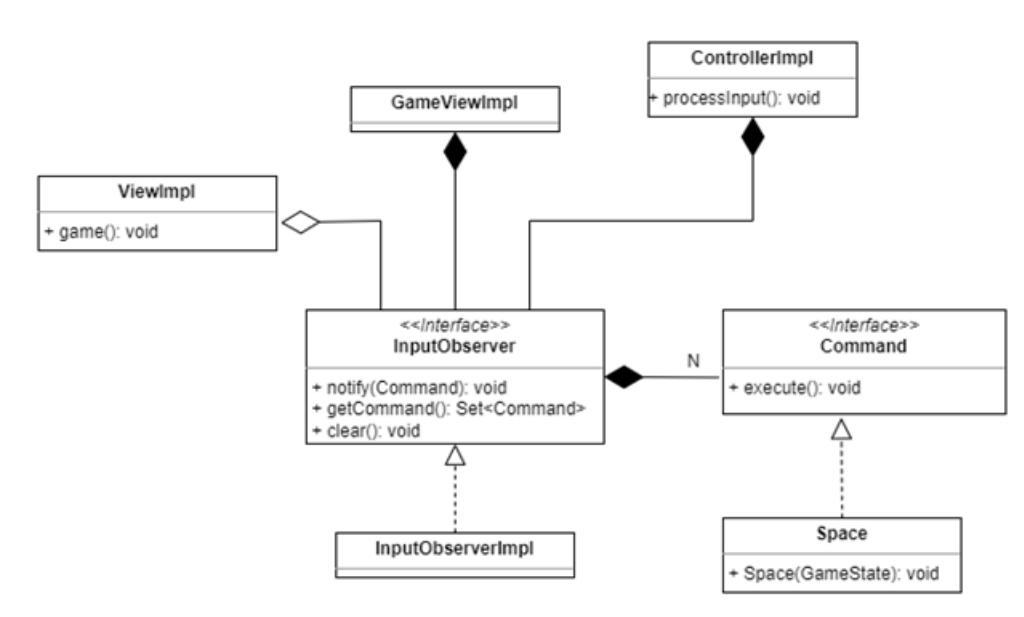 ControllerImpl
+ processInput(): void
GameViewImpl
ViewImpl
+ game(): void
<<Interface>>
InputObserver
+ notify(Command): void
+ getCommand(): Set<Command>
+ clear(): void
N
<<Interface>>
Command
+ execute(): void
InputObserverImpl
Space
+ Space(GameState): void